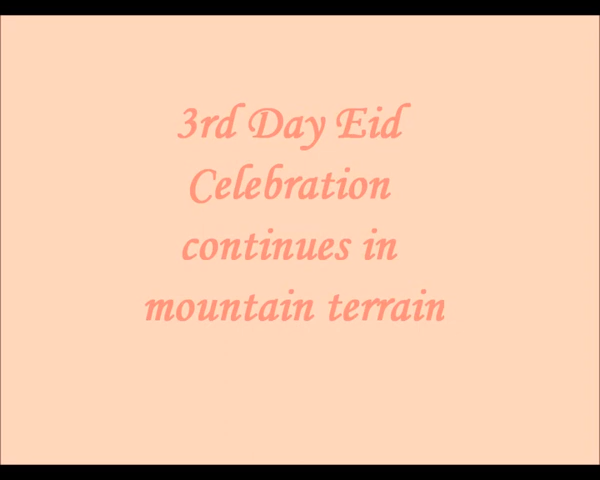 3rd Day Eid
Celebration
continues in
mountain terrain